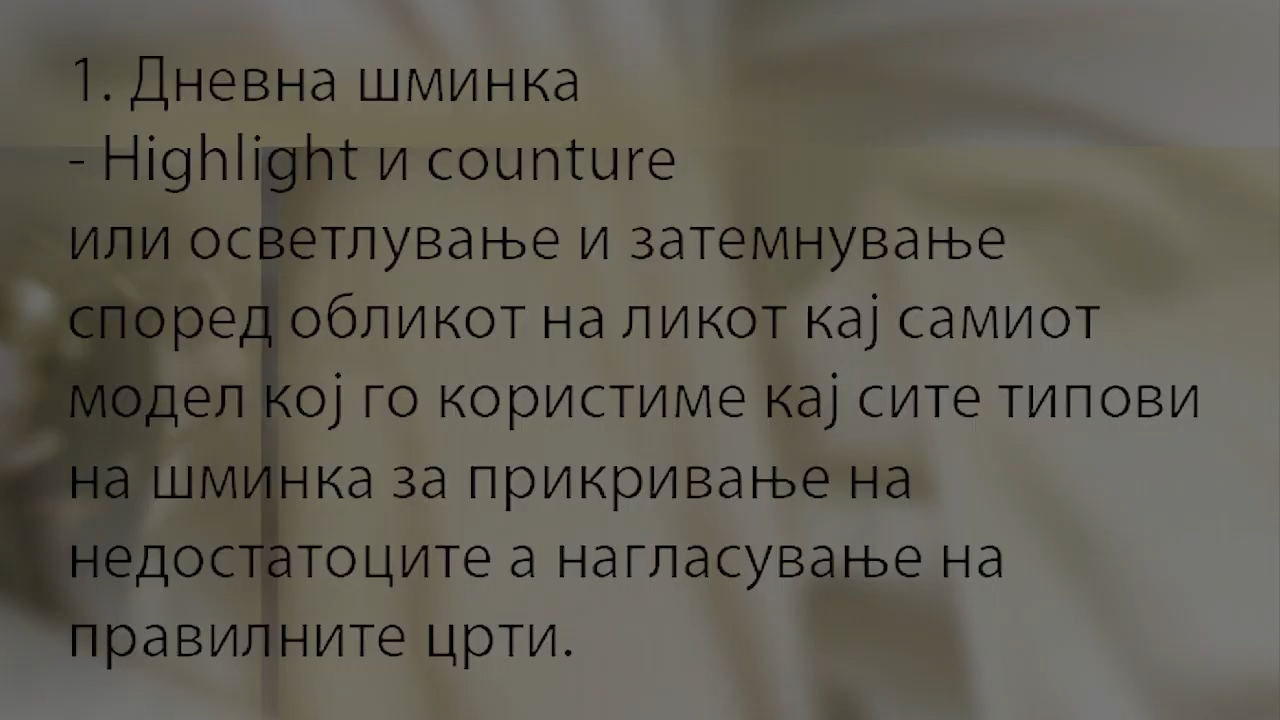 1. Дневна шминка
- Highlight и counture
или осветлување и затемнување
според обликот на ликот кај самиот
модел кој го користиме кај сите типови
на шминка за прикривање на
недостатоците а нагласување на
правилните црти.